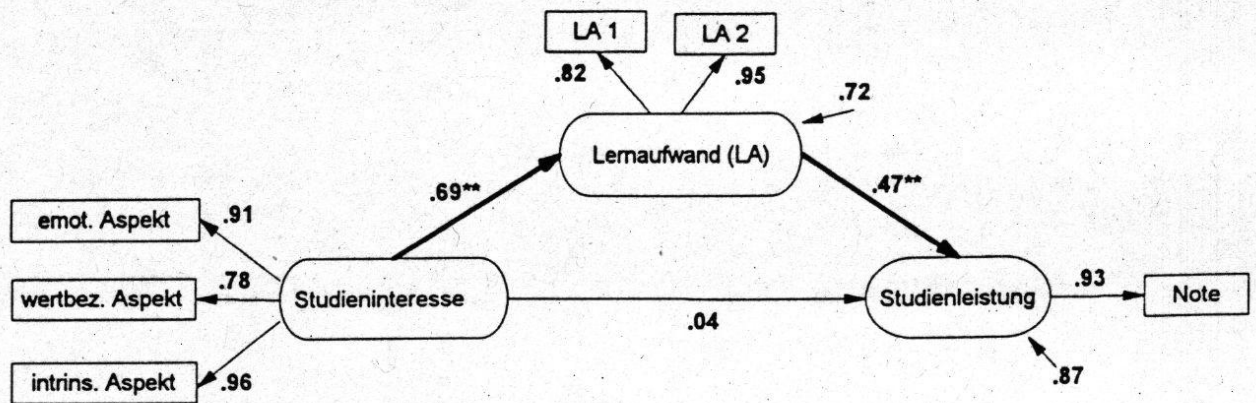 LA 1
LA 2
.82
.95
.72
Lernaufwand (LA)
.69**
.47**
emot. Aspekt
.91
wertbez. Aspekt
.78
Studieninteresse
.04
Studienleistung
.93
Note
intrins. Aspekt
.96
.87